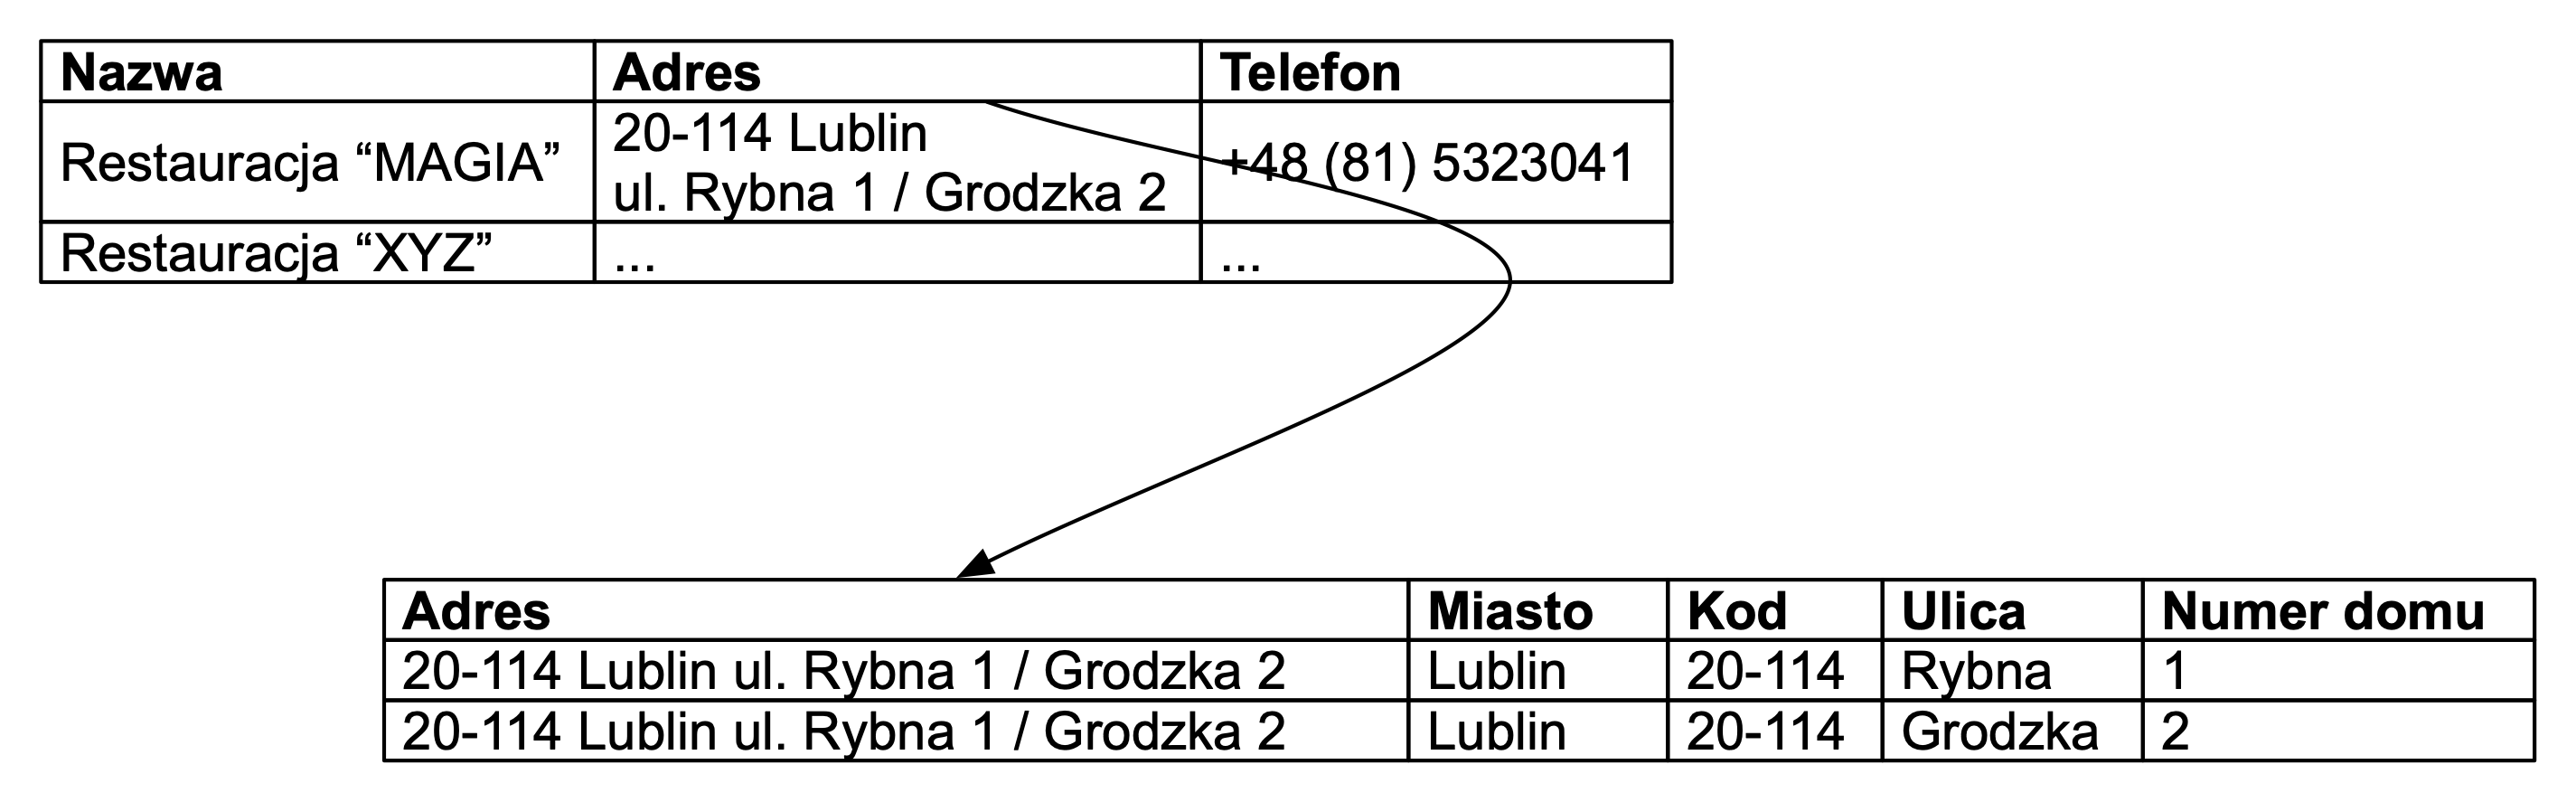 Nazwa Adres Telefon
Restauracja “MAGIA” 20-114 Lublin
ul. Rybna 1 / Grodzka 2 +48 (81) 5323041
Restauracja “XYZ” ... ...
Adres Miasto Kod Ulica Numer domu
20-114 Lublin ul. Rybna 1 / Grodzka 2 Lublin 20-114 Rybna 1
20-114 Lublin ul. Rybna 1 / Grodzka 2 Lublin 20-114 Grodzka 2